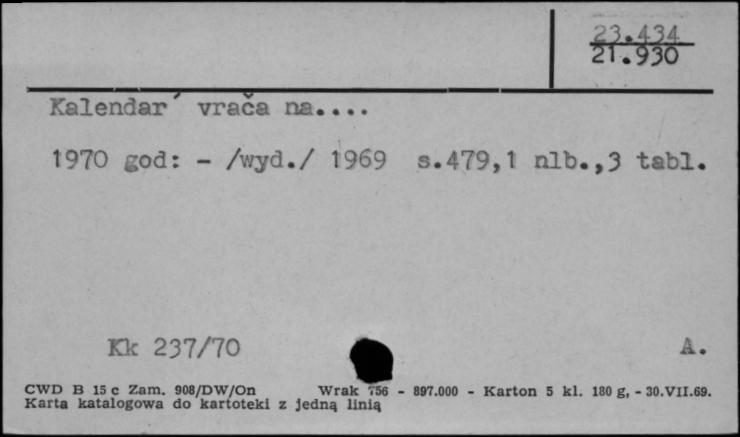 23.434
21.930
Kalendar´ vrača na....
1970 god: - /wyd./ 1969 s.479,1 nlb.,3 tabl.
Kk 237/70
A.
CWD B 15 c Zam. 908/DW/On Wrak 756 - 897.000 - Karton 5 kl. 180 g, - 30.VII.69.
Karta katalogowa do kartoteki z jedną linią